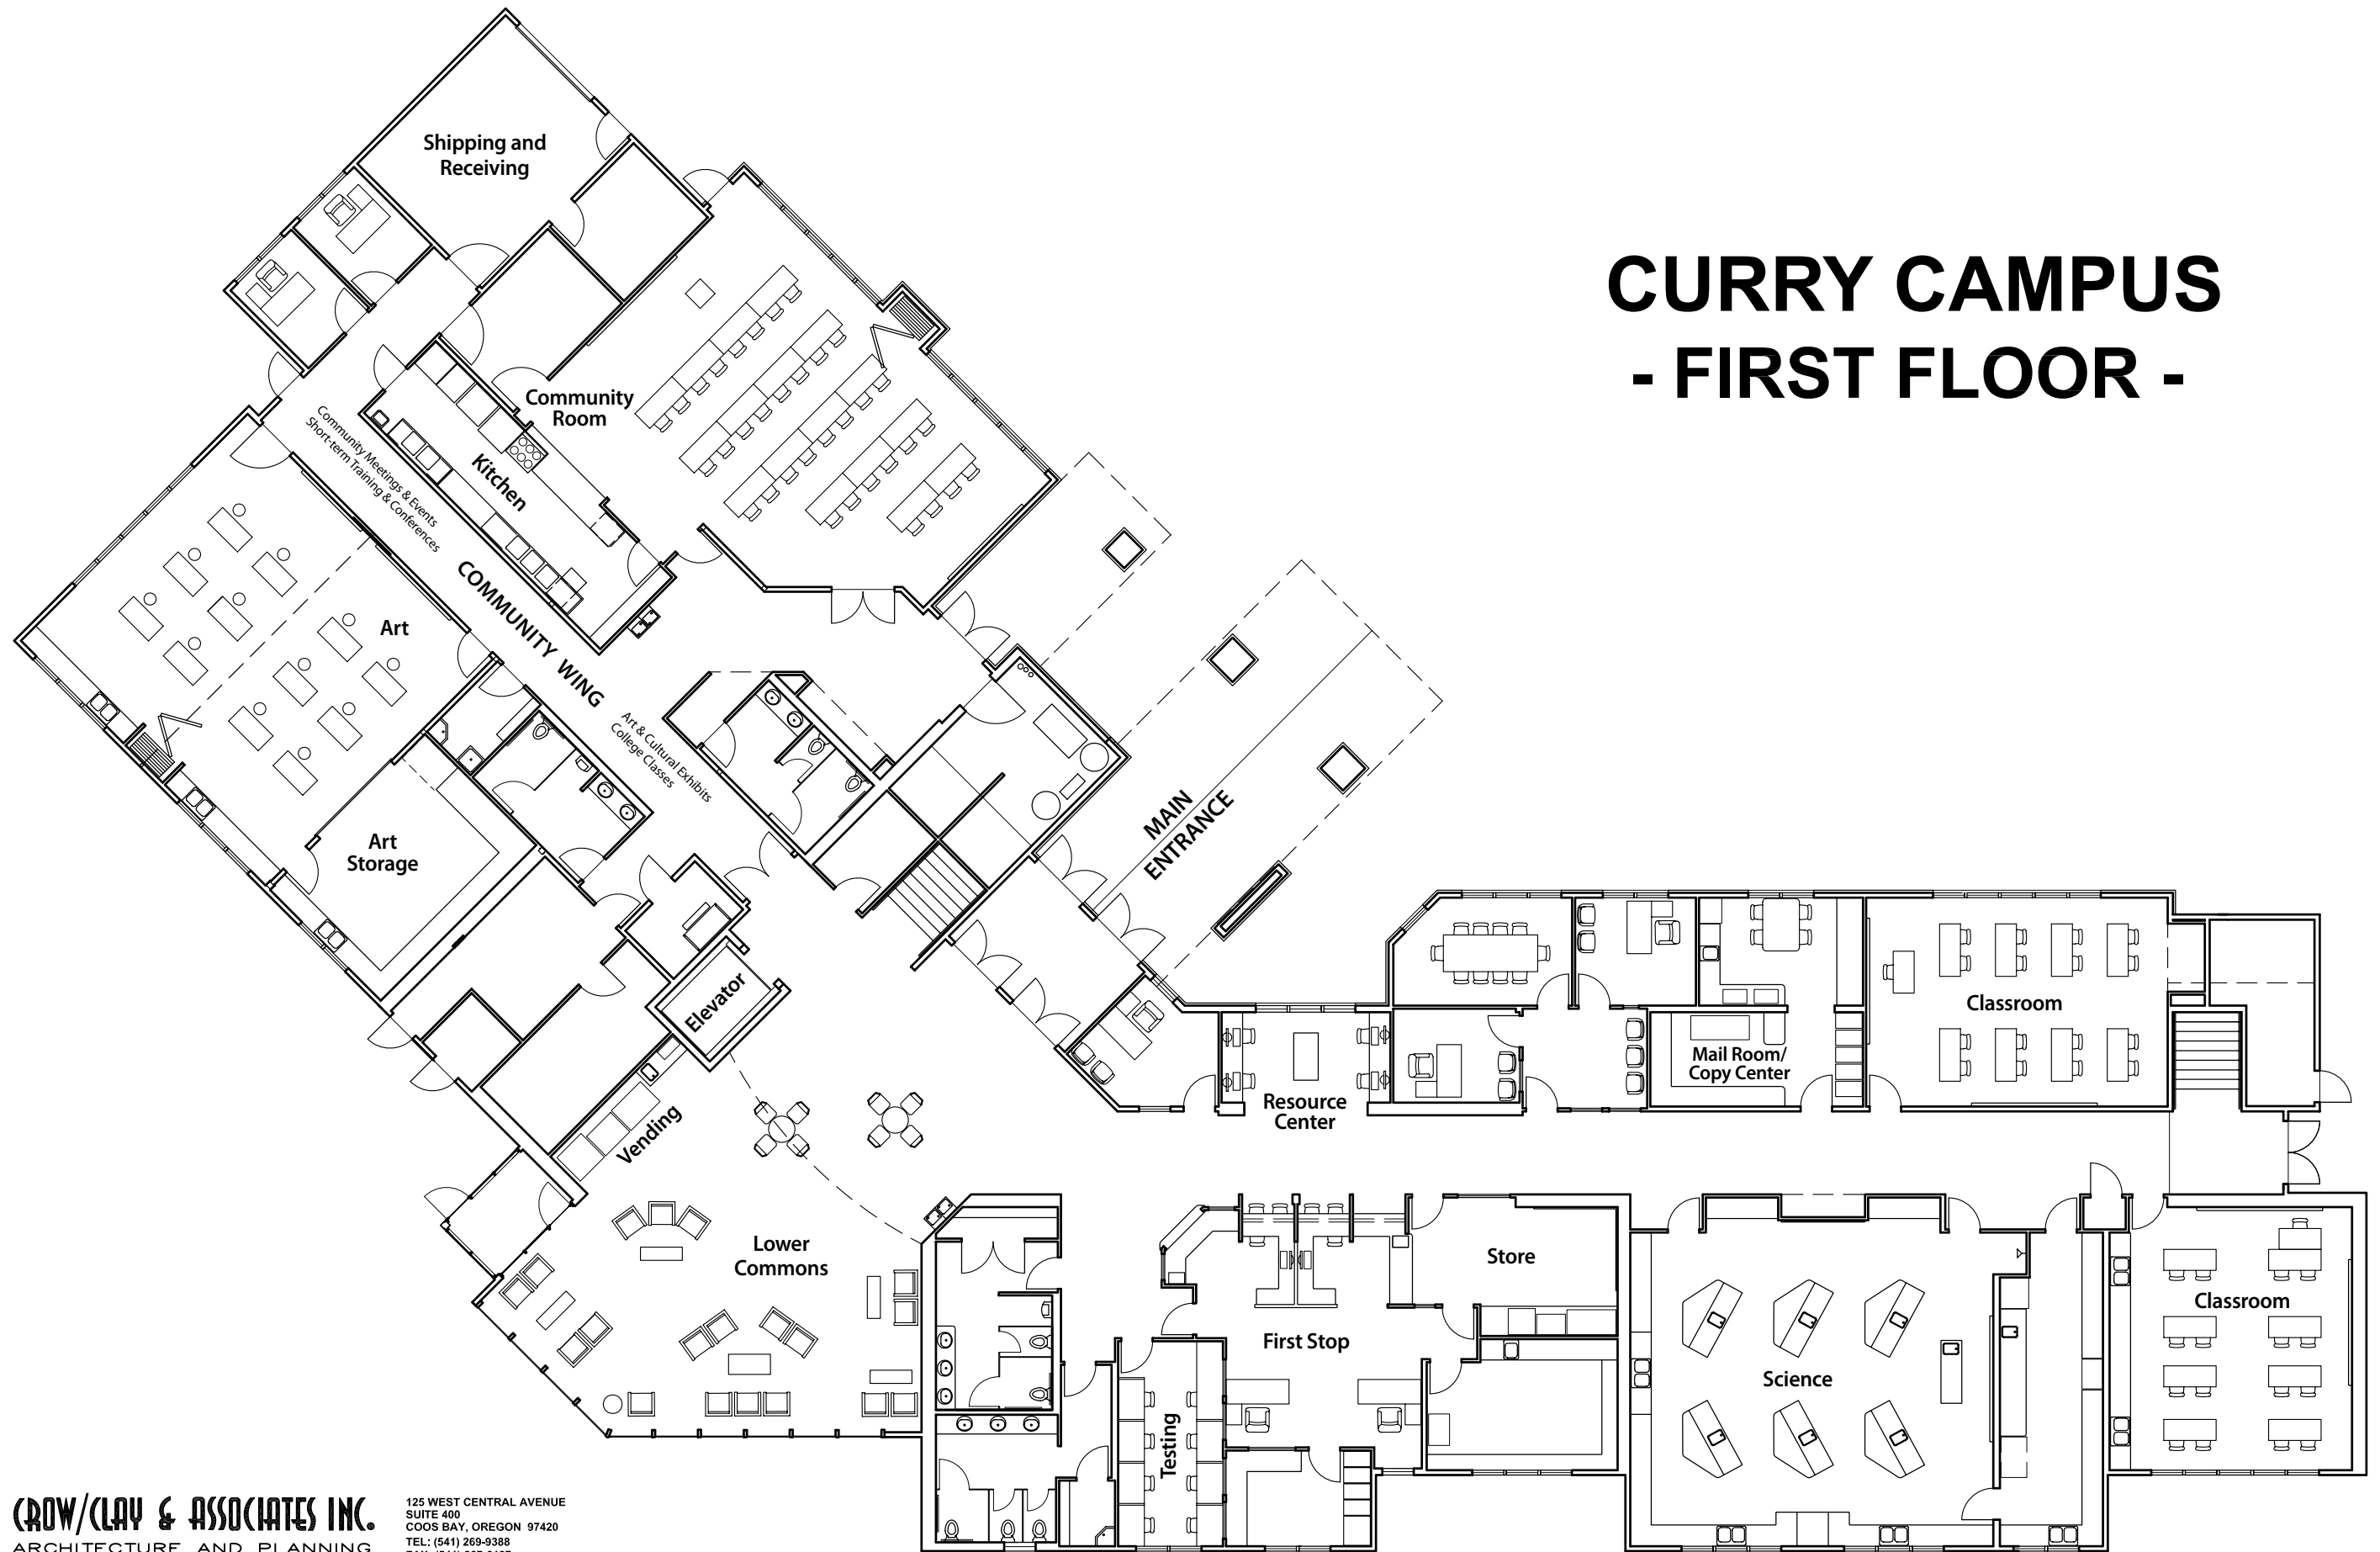 CURRY CAMPUS
- FIRST FLOOR -
Shipping and
Receiving
Community
Room
Kitchen
Community Meetings & Events
Short-term Training & Conferences
COMMUNITY WING
Art & Cultural Exhibits
College Classes
Art
Art
Storage
MAIN
ENTRANCE
Elevator
Vending
Lower
Commons
Resource
Center
Mail Room/
Copy Center
Classroom
Store
First Stop
Testing
Science
Classroom
CROW/CLAY & ASSOCIATES INC.
ARCHITECTURE AND PLANNING
125 WEST CENTRAL AVENUE
SUITE 400
COOS BAY, OREGON 97420
TEL: (541) 269-9388